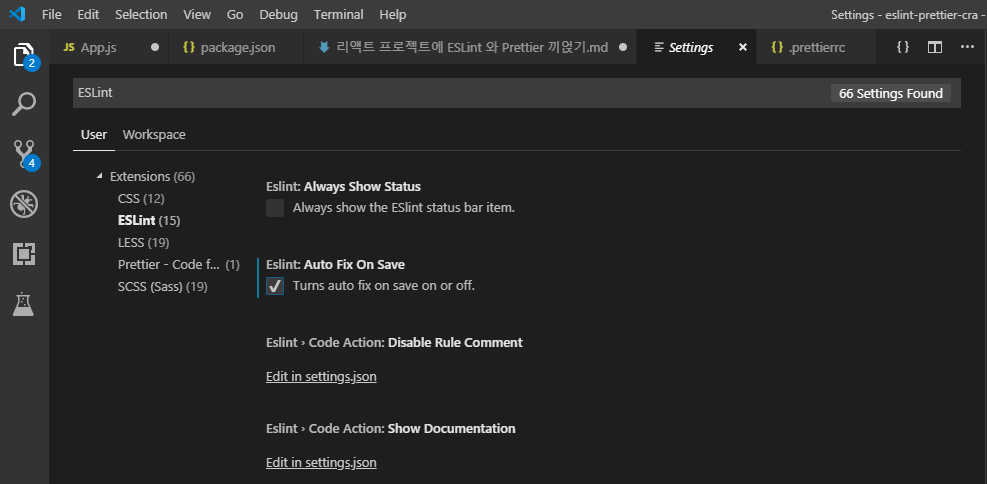 File Edit Selection View Go Debug Terminal Help Settings - eslint-prettier-cra -
JS App.js {} package.json 리액트 프로젝트에 ESLint 와 Prettier 끼얹기.md Settings {} .prettierrc {}
2
ESLint 66 Settings Found
User Workspace
4
Extensions (66)
CSS (12)
ESLint (15)
LESS (19)
Prettier - Code f... (1)
SCSS (Sass) (19)
Eslint: Always Show Status
Always show the ESlint status bar item.
Eslint: Auto Fix On Save
Turns auto fix on save on or off.
Eslint › Code Action: Disable Rule Comment
Edit in settings.json
Eslint › Code Action: Show Documentation
Edit in settings.json